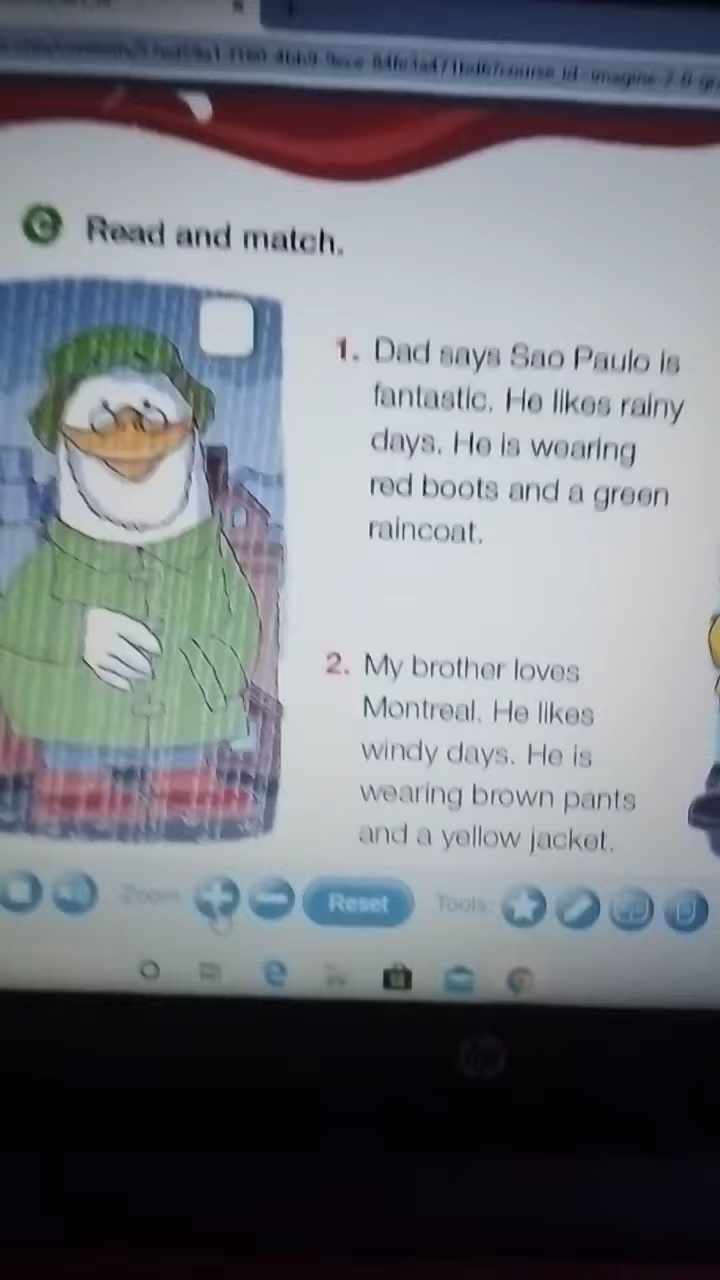 C Read and match.
1. Dad says Sao Paulo is
fantastic. He likes rainy
days. He is wearing
red boots and a green
raincoat.
2. My brother loves
Montreal. He likes
windy days. He is
wearing brown pants
and a yellow jacket.
Zoom Reset Tools:
hp